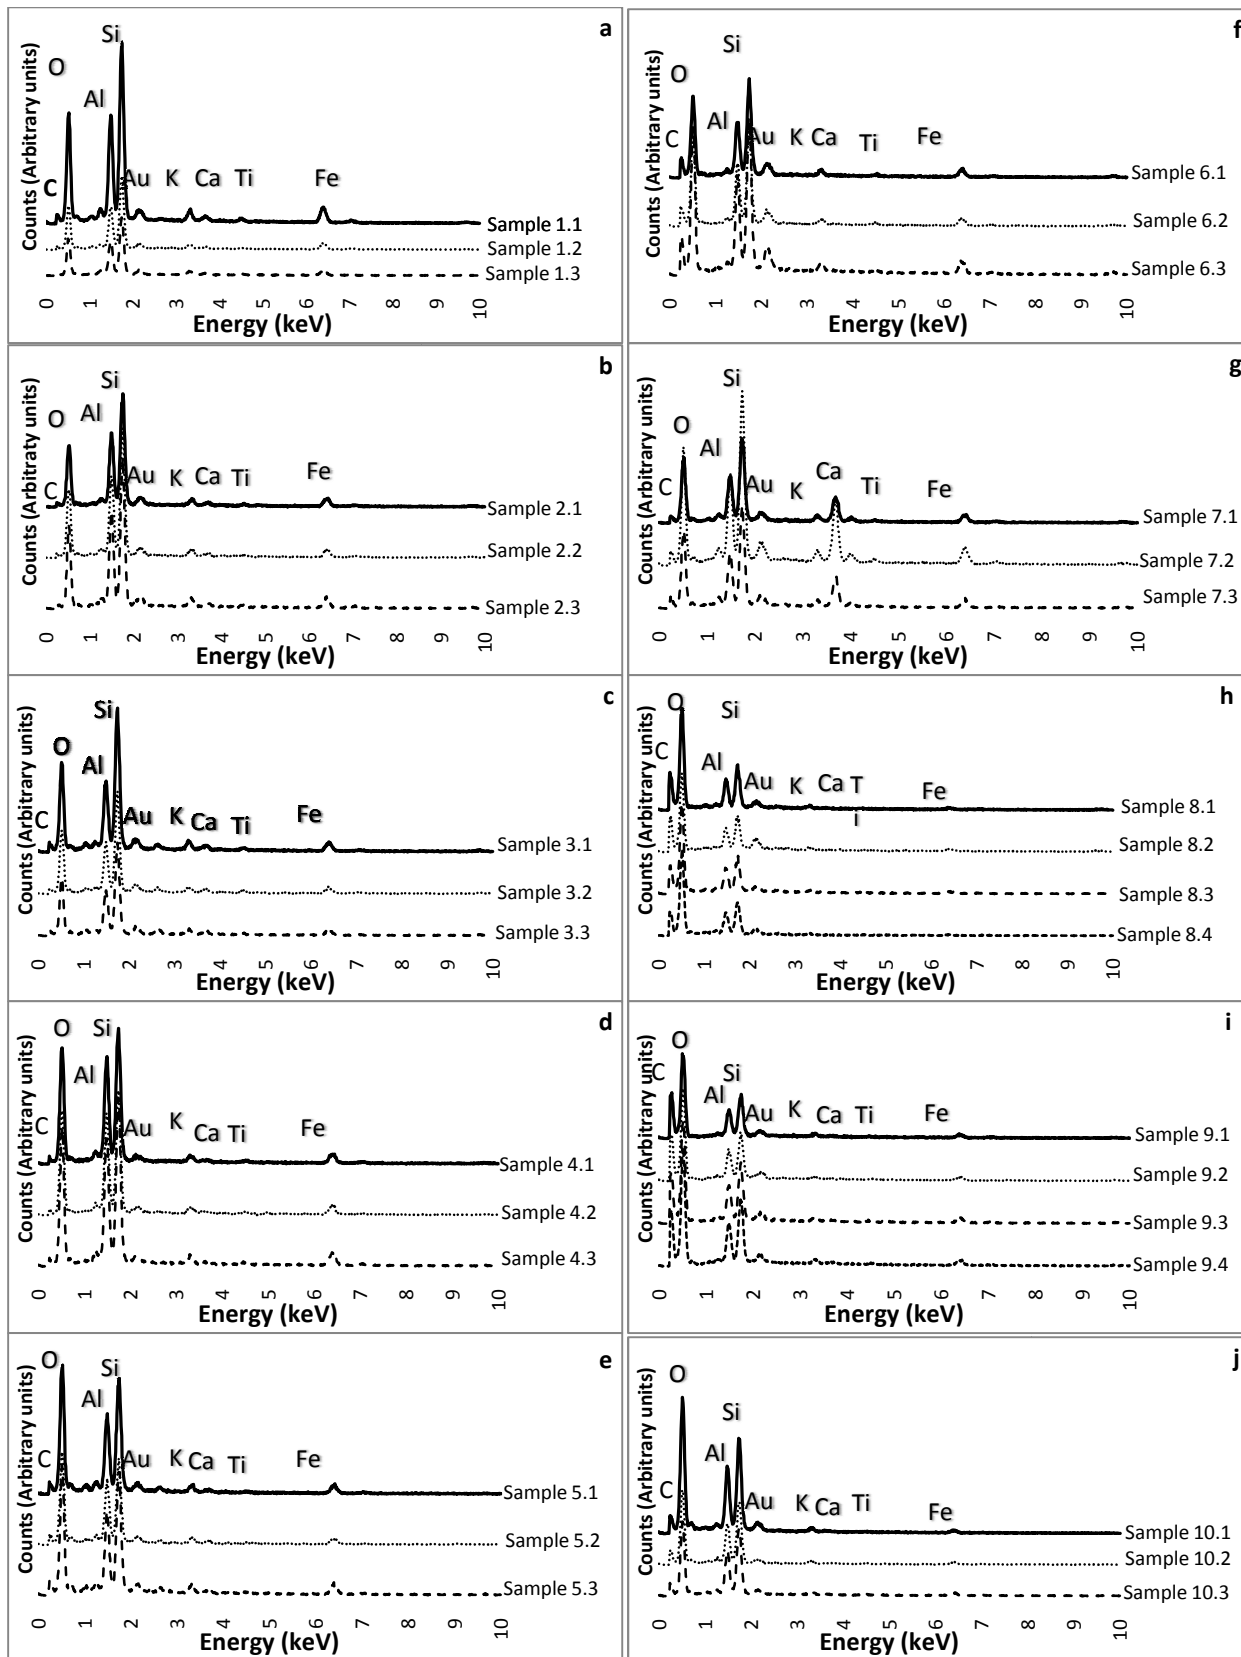 a
Counts (Arbitrary units)
Si
O
Al
C
Au K Ca Ti Fe
Sample 1.1
Sample 1.2
Sample 1.3
0 1 2 3 4 5 6 7 8 9 10
Energy (keV)
b
Counts (Arbitraty units)
Si
O
Al
C
Au K Ca Ti Fe
Sample 2.1
Sample 2.2
Sample 2.3
0 1 2 3 4 5 6 7 8 9 10
Energy (keV)
c
Counts (Arbitrary units)
Si
O
Al
C
Au K Ca Ti Fe
Sample 3.1
Sample 3.2
Sample 3.3
0 1 2 3 4 5 6 7 8 9 10
Energy (keV)
d
Counts (Arbitrary units)
O Si
Al
C
Au K Ca Ti Fe
Sample 4.1
Sample 4.2
Sample 4.3
0 1 2 3 4 5 6 7 8 9 10
Energy (keV)
e
Counts (Arbitrary units)
O Si
Al
C
Au K Ca Ti Fe
Sample 5.1
Sample 5.2
Sample 5.3
0 1 2 3 4 5 6 7 8 9 10
Energy (keV)
f
Counts (Arbitrary units)
Si
O
C Al
Au K Ca Ti Fe
Sample 6.1
Sample 6.2
Sample 6.3
0 1 2 3 4 5 6 7 8 9 10
Energy (keV)
g
Counts (Arbitrary units)
Si
O
Al
C
Au K Ca Ti Fe
Sample 7.1
Sample 7.2
Sample 7.3
0 1 2 3 4 5 6 7 8 9 10
Energy (keV)
h
Counts (Arbitrary units)
O Si
C Al
Au K Ca T
i
Fe
Sample 8.1
Sample 8.2
Sample 8.3
Sample 8.4
0 1 2 3 4 5 6 7 8 9 10
Energy (keV)
i
Counts (Arbitrary units)
O
C Si
Al
Au K Ca Ti Fe
Sample 9.1
Sample 9.2
Sample 9.3
Sample 9.4
0 1 2 3 4 5 6 7 8 9 10
Energy (keV)
j
Counts (Arbitrary units)
O
Si
Al
C
Au K Ca Ti Fe
Sample 10.1
Sample 10.2
Sample 10.3
0 1 2 3 4 5 6 7 8 9 10
Energy (keV)